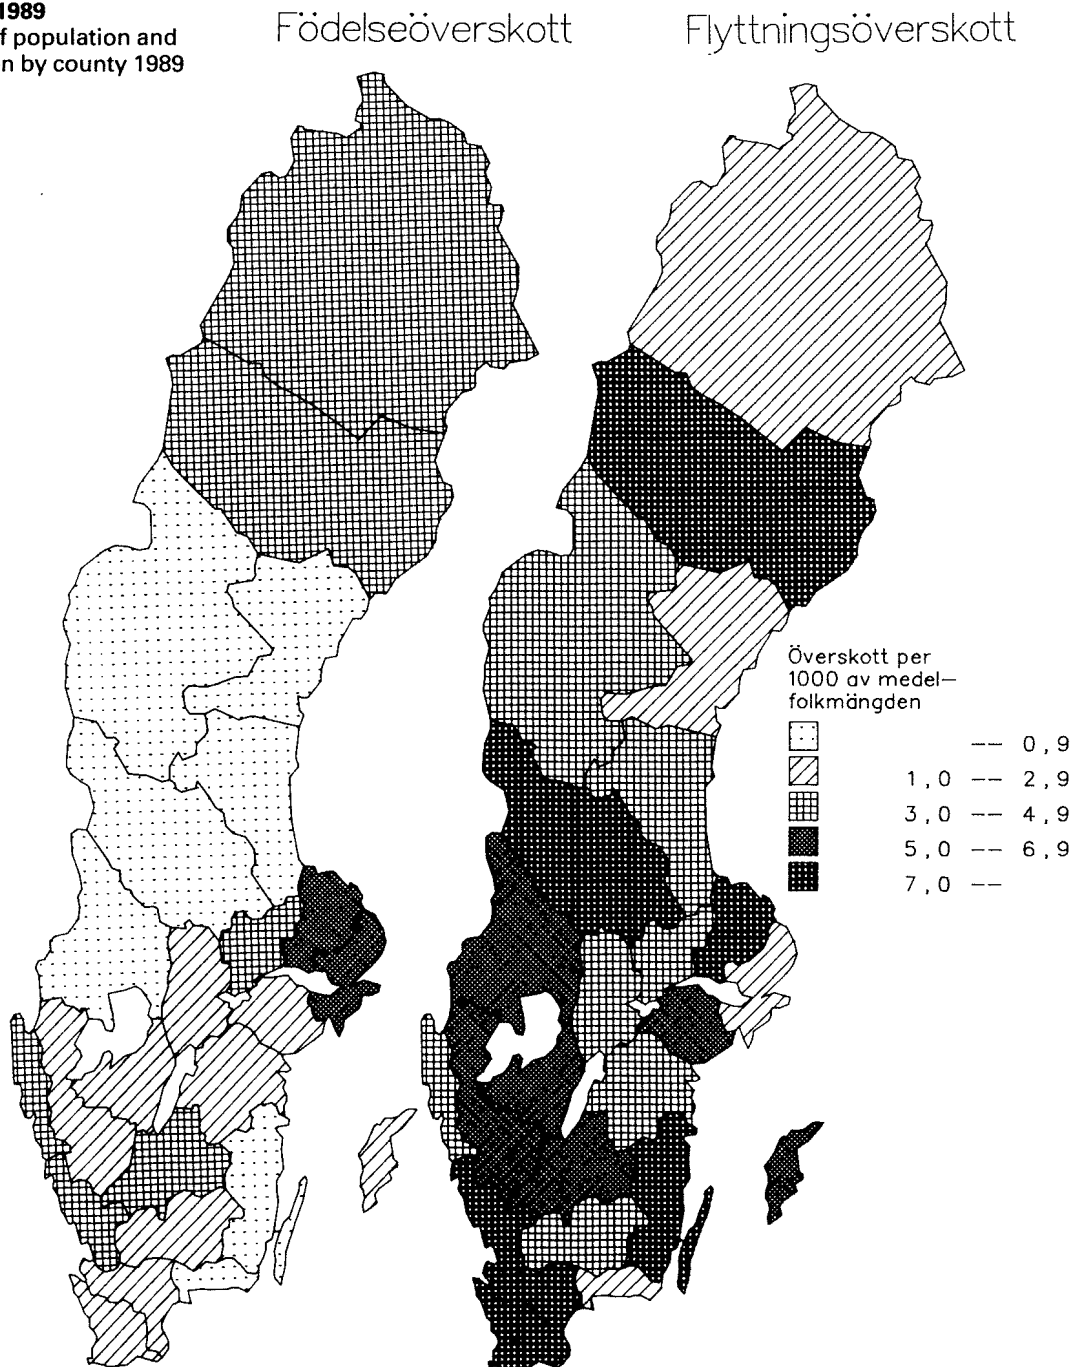 1989
f population and
n by county 1989
Födelseöverskott
Flyttningsöverskott
Överskott per
1000 av medel–
folkmängden
–– 0,9
1,0 –– 2,9
3,0 –– 4,9
5,0 –– 6,9
7,0 ––